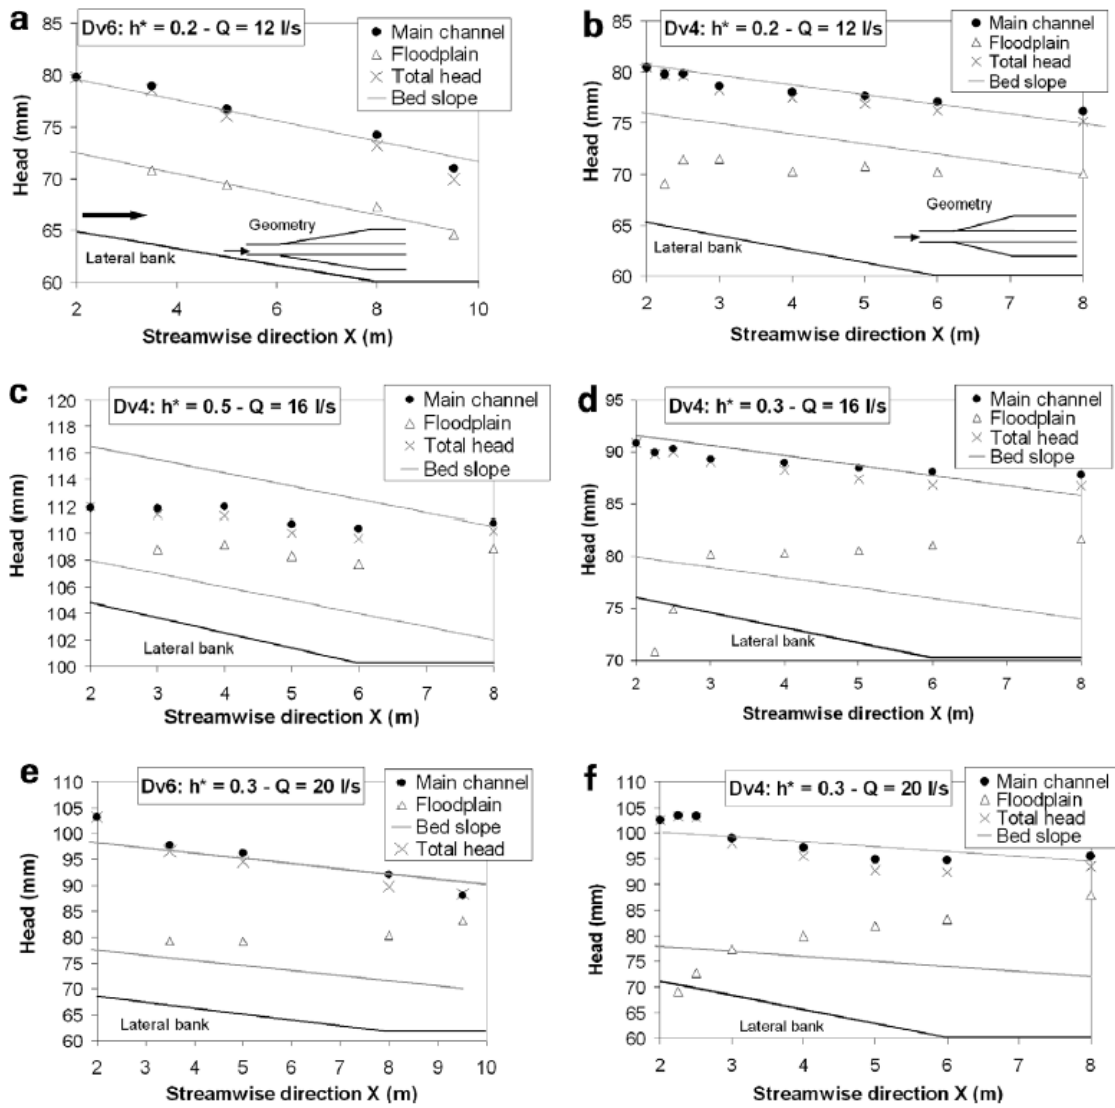 a
Dv6: h* = 0.2 - Q = 12 l/s
Main channel
Floodplain
Total head
Bed slope
85
80
75
70
65
60
Head (mm)
Geometry
Lateral bank
2 4 6 8 10
Streamwise direction X (m)
b
Dv4: h* = 0.2 - Q = 12 l/s
Main channel
Floodplain
Total head
Bed slope
85
80
75
70
65
60
Head (mm)
Geometry
Lateral bank
2 3 4 5 6 7 8
Streamwise direction X (m)
c
Dv4: h* = 0.5 - Q = 16 l/s
Main channel
Floodplain
Total head
Bed slope
120
118
116
114
112
110
108
106
104
102
100
Head (mm)
Lateral bank
2 3 4 5 6 7 8
Streamwise direction X (m)
d
Dv4: h* = 0.3 - Q = 16 l/s
Main channel
Floodplain
Total head
Bed slope
95
90
85
80
75
70
Head (mm)
Lateral bank
2 3 4 5 6 7 8
Streamwise direction X (m)
e
Dv6: h* = 0.3 - Q = 20 l/s
Main channel
Floodplain
Bed slope
Total head
110
105
100
95
90
85
80
75
70
65
60
Head (mm)
Lateral bank
2 3 4 5 6 7 8 9 10
Streamwise direction X (m)
f
Dv4: h* = 0.3 - Q = 20 l/s
Main channel
Floodplain
Total head
Bed slope
110
105
100
95
90
85
80
75
70
65
60
Head (mm)
Lateral bank
2 3 4 5 6 7 8
Streamwise direction X (m)